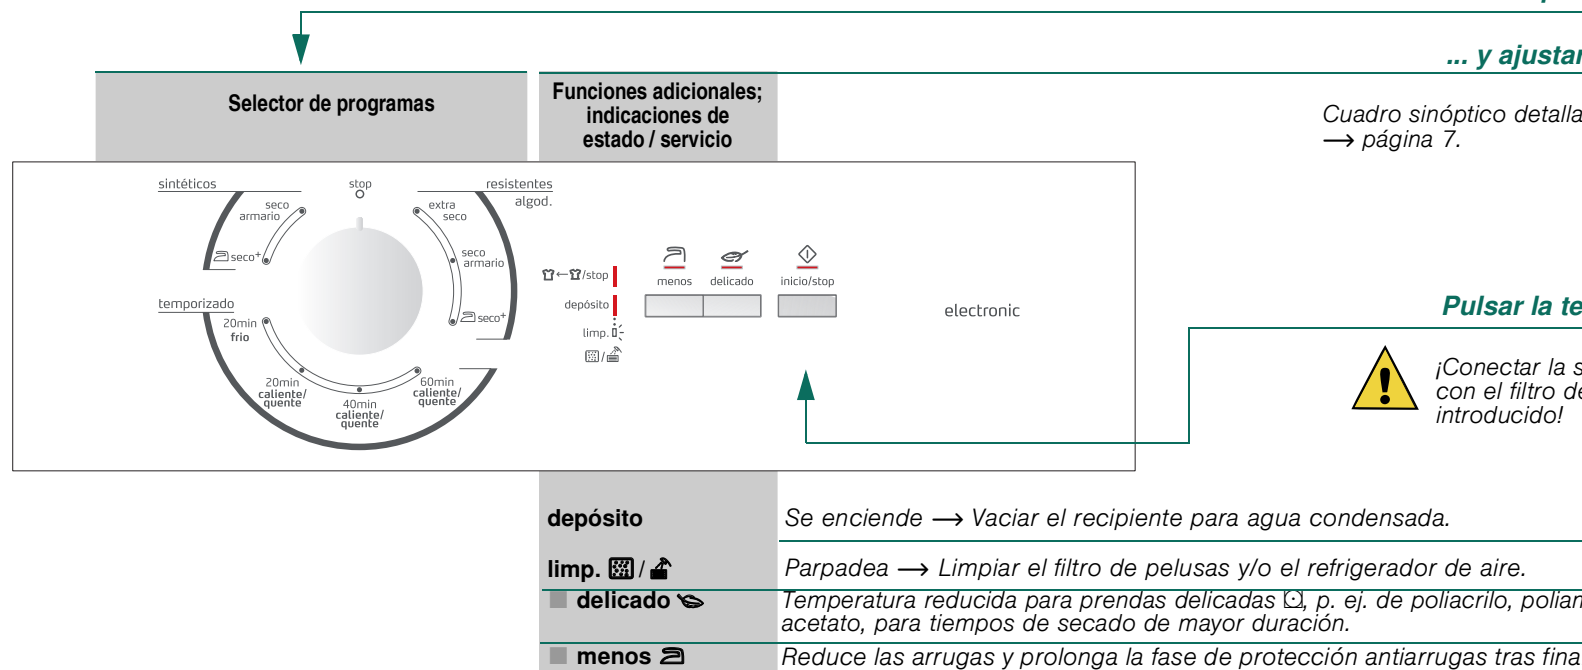 ... y ajustar
Selector de programas
Funciones adicionales;
indicaciones de
estado / servicio
Cuadro sinóptico detalla
→ página 7.
sintéticos
stop
resistentes
algod.
seco
armario
extra
seco
seco+
seco
armario
seco+
temporizado
20min
frio
20min
caliente/
quente
40min
caliente/
quente
60min
caliente/
quente
←/stop
depósito
limp.
/
menos
delicado
inicio/stop
electronic
Pulsar la te
¡Conectar la s
con el filtro de
introducido!
depósito
Se enciende → Vaciar el recipiente para agua condensada.
limp. /
Parpadea → Limpiar el filtro de pelusas y/o el refrigerador de aire.
delicado
Temperatura reducida para prendas delicadas , p. ej. de poliacrilo, polian
acetato, para tiempos de secado de mayor duración.
menos
Reduce las arrugas y prolonga la fase de protección antiarrugas tras fina